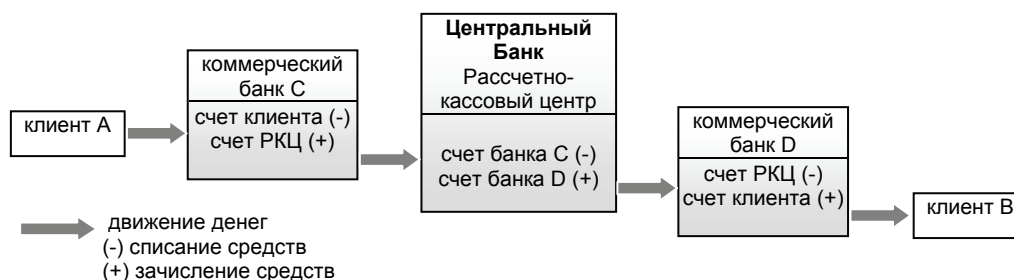 клиент А
коммерческий
банк С
счет клиента (-)
счет РКЦ (+)
Центральный
Банк
Рассчетно-
кассовый центр
счет банка С (-)
счет банка D (+)
коммерческий
банк D
счет РКЦ (-)
счет клиента (+)
клиент В
движение денег
(-) списание средств
(+) зачисление средств